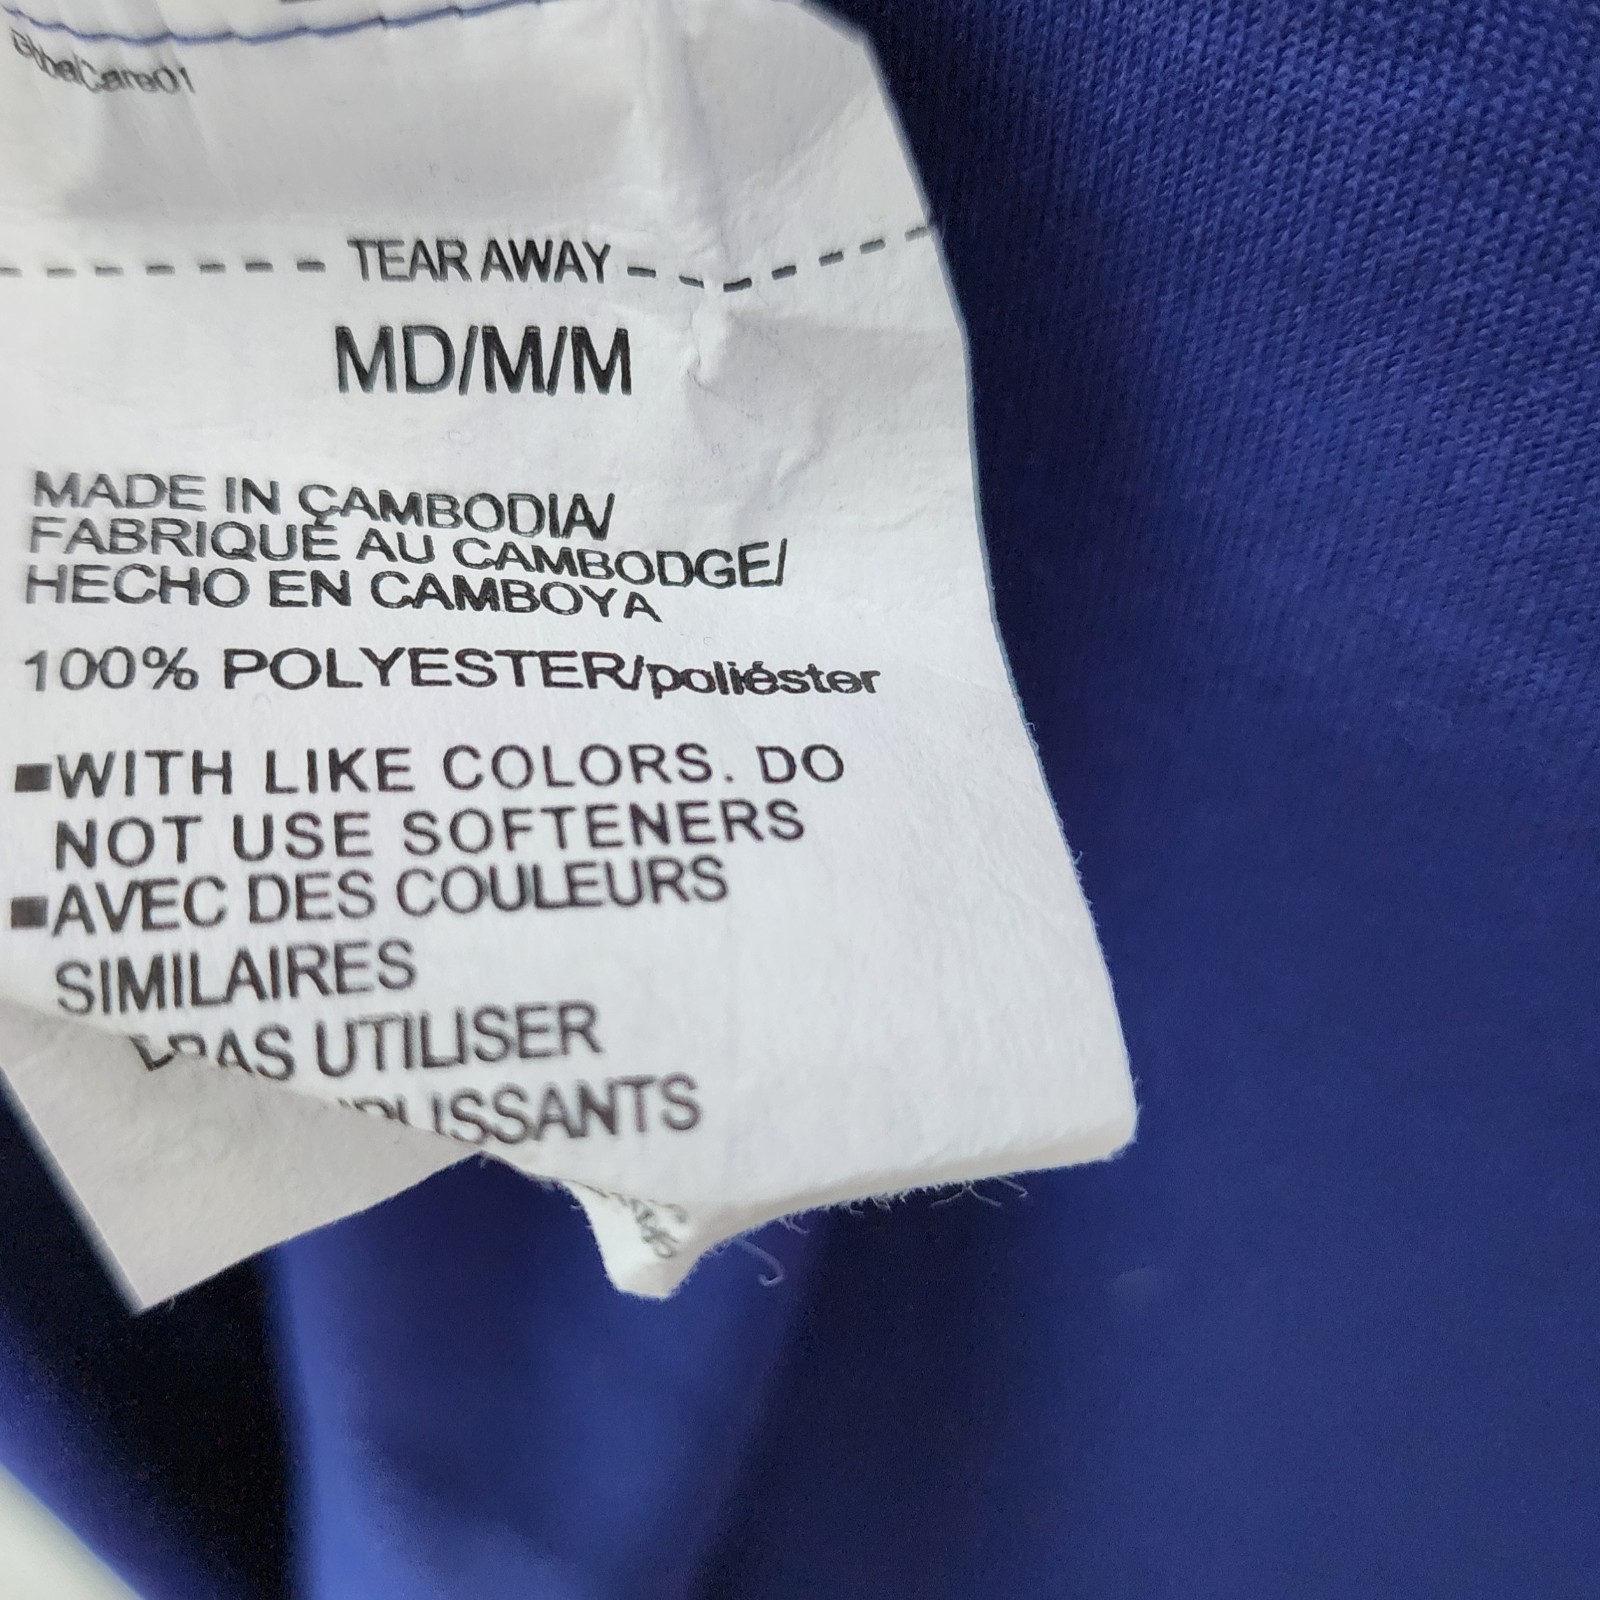 TEAR AWAY
MD/M/M
MADE IN CAMBODIA/
FABRIQUÉ AU CAMBODGE/
HECHO EN CAMBOYA
100% POLYESTER/poliéster
■WITH LIKE COLORS. DO
NOT USE SOFTENERS
■AVEC DES COULEURS
SIMILAIRES
PAS UTILISER